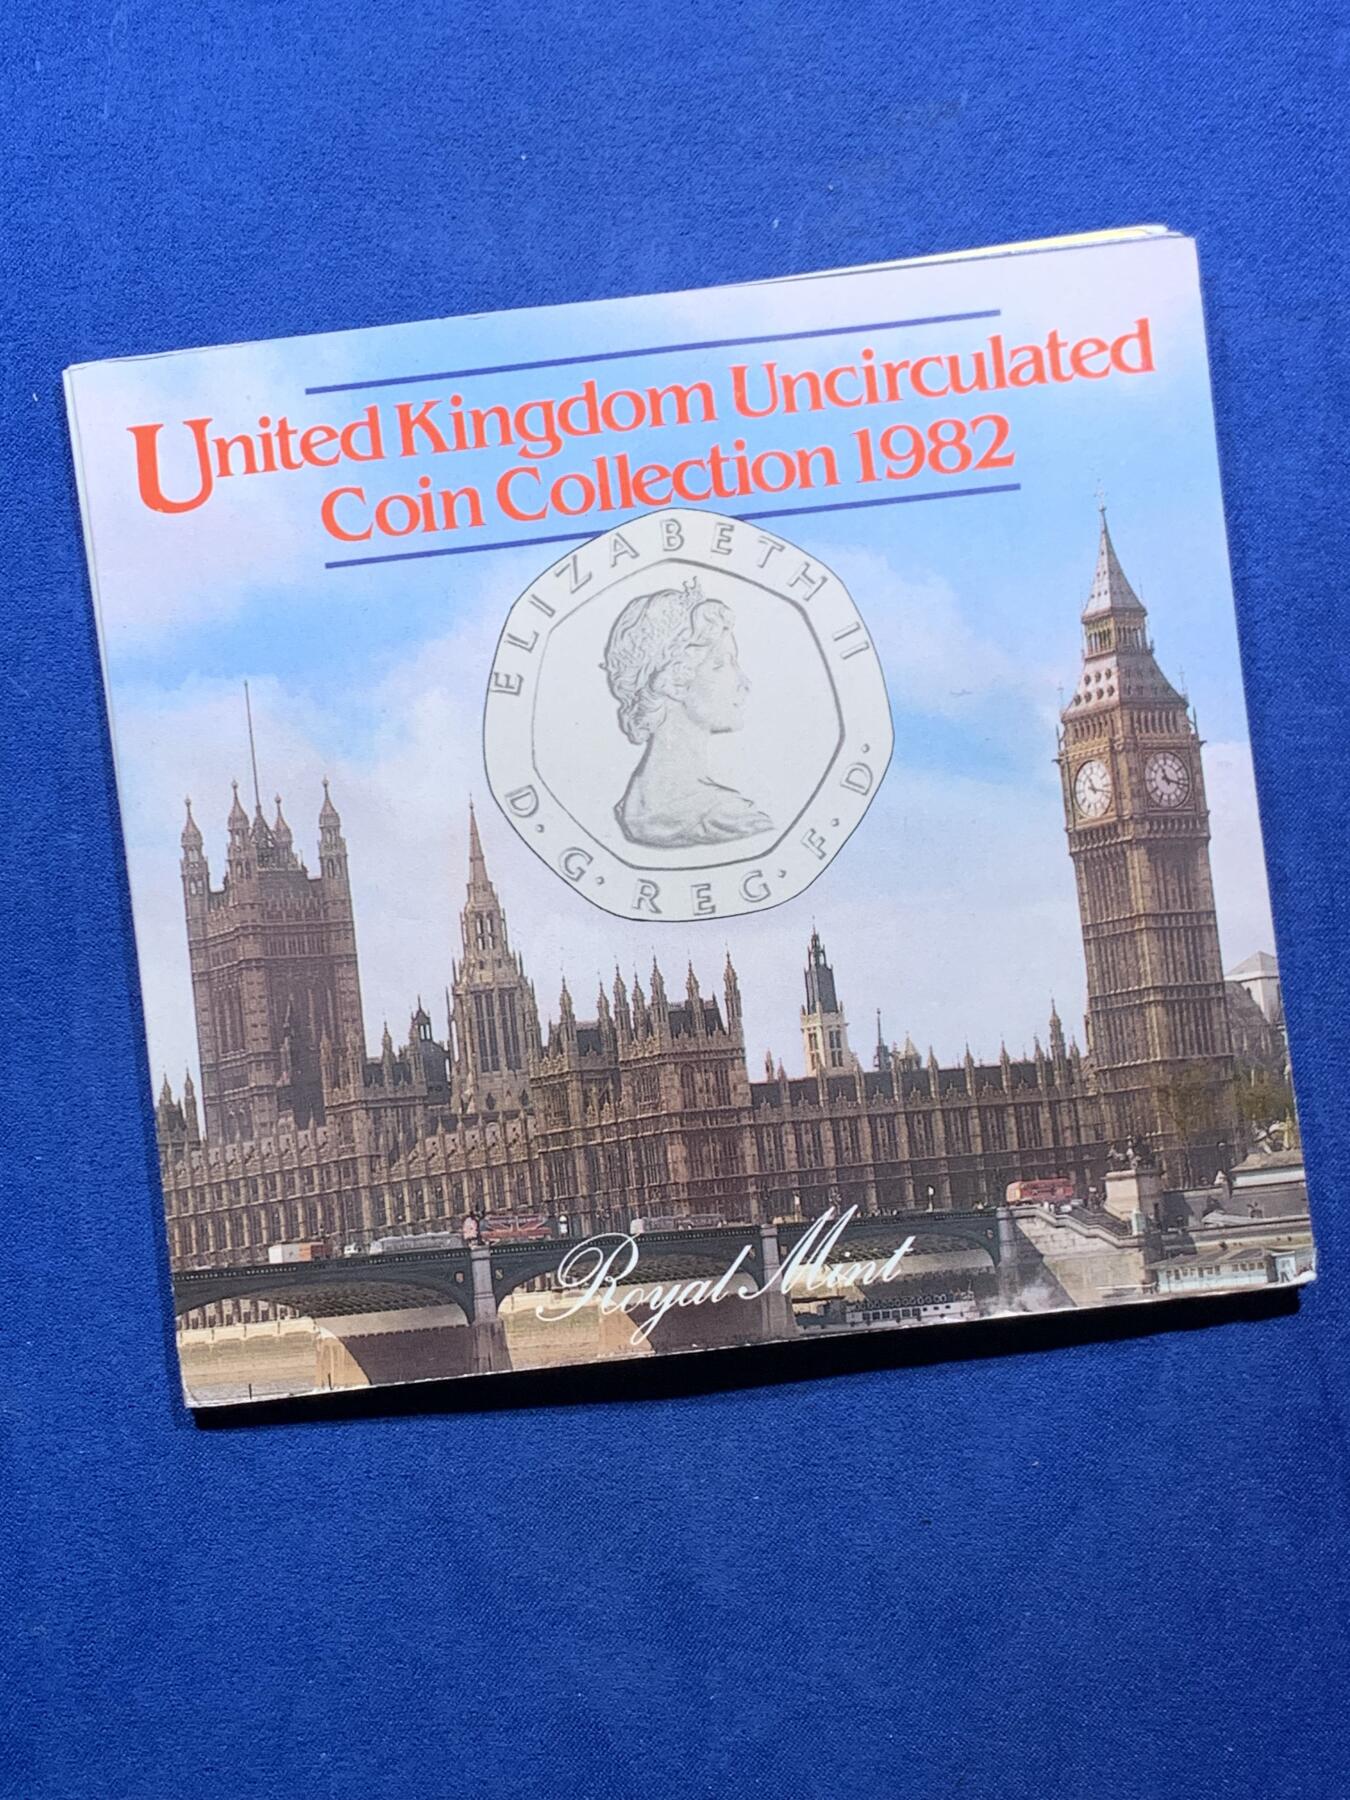 United Kingdom Uncirculated
Coin Collection 1982
ELIZABETH II
D·G·REG·F·D·
Royal Mint